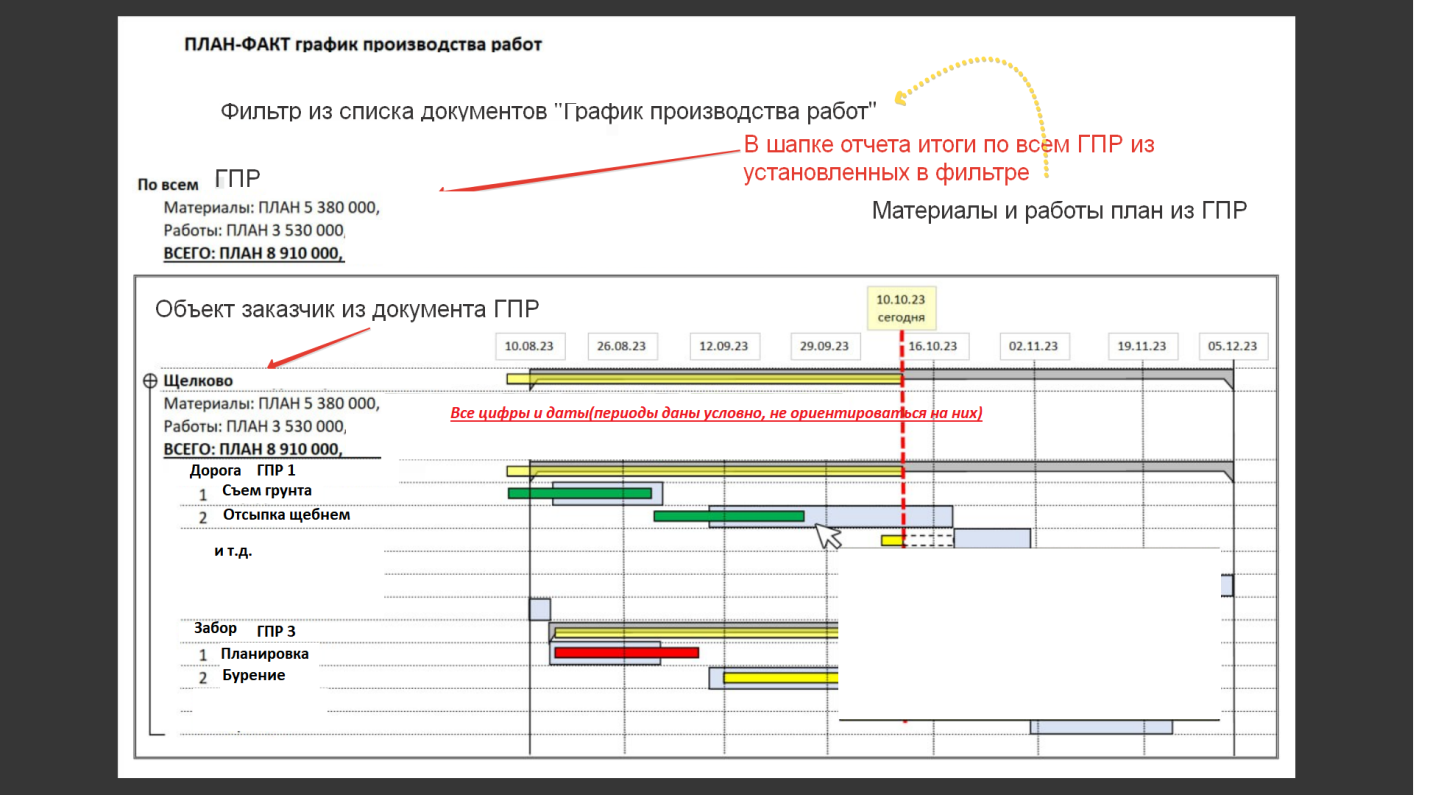 ПЛАН-ФАКТ график производства работ
Фильтр из списка документов "График производства работ"
В шапке отчета итоги по всем ГПР из
установленных в фильтре
По всем ГПР
Материалы: ПЛАН 5 380 000,
Работы: ПЛАН 3 530 000,
ВСЕГО: ПЛАН 8 910 000,
Материалы и работы план из ГПР
Объект заказчик из документа ГПР
10.10.23
сегодня
10.08.23 26.08.23 12.09.23 29.09.23 16.10.23 02.11.23 19.11.23 05.12.23
Щелково
Материалы: ПЛАН 5 380 000,
Работы: ПЛАН 3 530 000,
ВСЕГО: ПЛАН 8 910 000,
Все цифры и даты(периоды даны условно, не ориентироваться на них)
Дорога ГПР 1
1 Съем грунта
2 Отсыпка щебнем
и т.д.
Забор ГПР 3
1 Планировка
2 Бурение
...